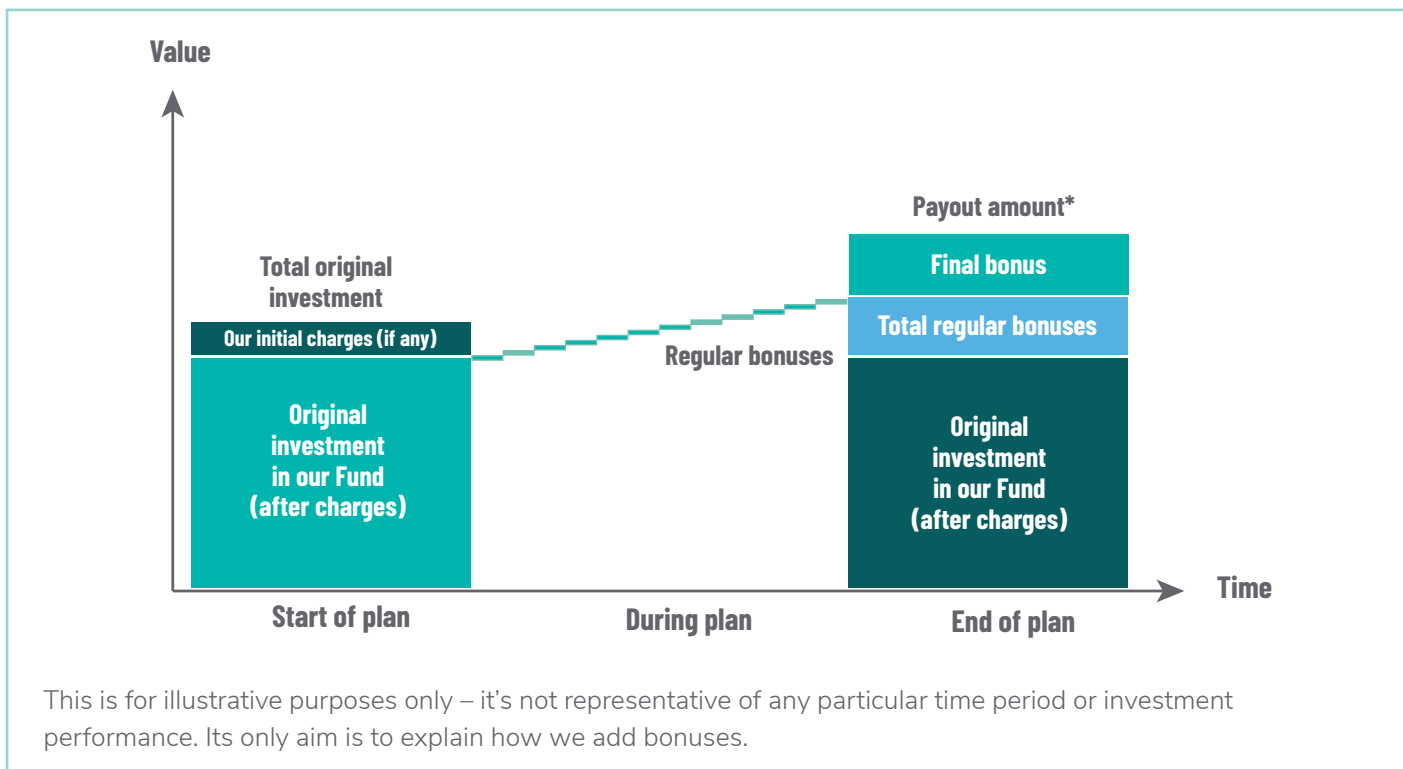 Value
Payout amount*
Total original
investment
Our initial charges (if any)
Original
investment
in our Fund
(after charges)
Regular bonuses
Final bonus
Total regular bonuses
Original
investment
in our Fund
(after charges)
Time
Start of plan
During plan
End of plan
This is for illustrative purposes only – it’s not representative of any particular time period or investment
performance. Its only aim is to explain how we add bonuses.